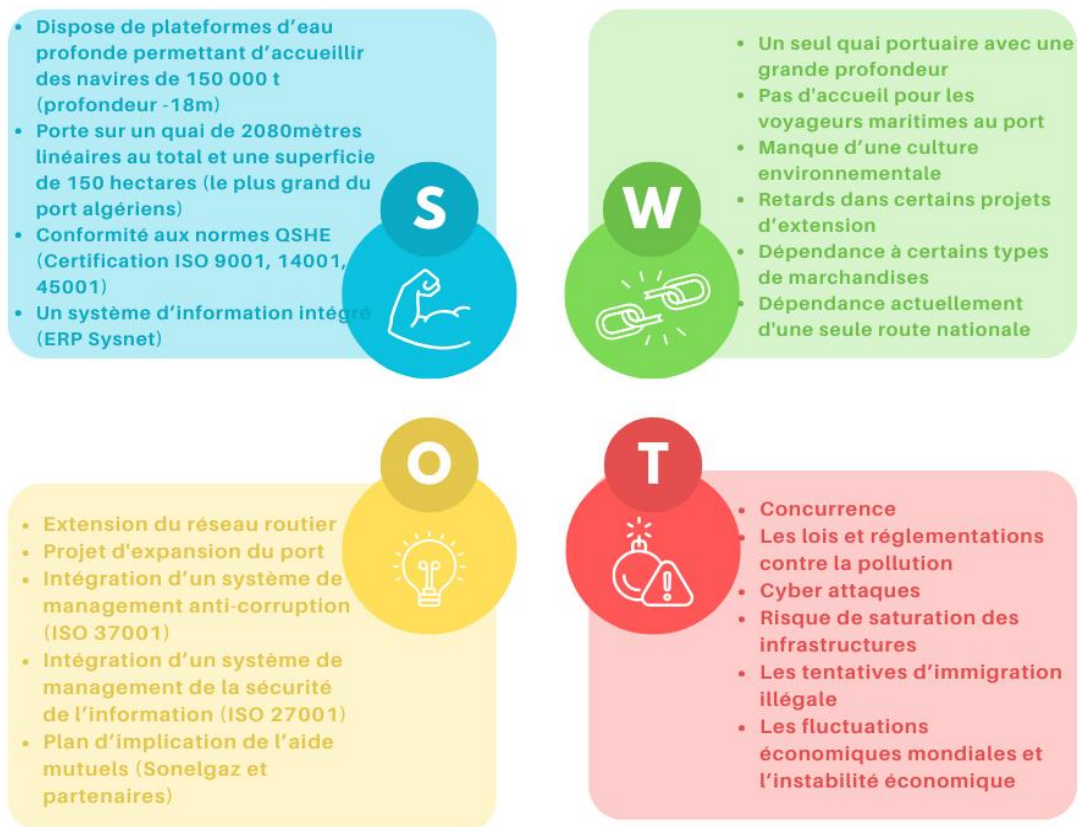 • Dispose de plateformes d’eau
profonde permettant d’accueillir
des navires de 150 000 t
(profondeur -18m)
• Porte sur un quai de 2080mètres
linéaires au total et une superficie
de 150 hectares (le plus grand du
port algériens)
• Conformité aux normes QSHE
(Certification ISO 9001, 14001,
45001)
• Un système d’information intégré
(ERP Sysnet)
S
W
• Un seul quai portuaire avec une
grande profondeur
• Pas d'accueil pour les
voyageurs maritimes au port
• Manque d’une culture
environnementale
• Retards dans certains projets
d’extension
• Dépendance à certains types
de marchandises
• Dépendance actuellement
d'une seule route nationale
O
• Extension du réseau routier
• Projet d'expansion du port
• Intégration d’un système de
management anti-corruption
(ISO 37001)
• Intégration d’un système de
management de la sécurité
de l’information (ISO 27001)
• Plan d’implication de l’aide
mutuels (Sonelgaz et
partenaires)
T
• Concurrence
• Les lois et réglementations
contre la pollution
• Cyber attaques
• Risque de saturation des
infrastructures
• Les tentatives d’immigration
illégale
• Les fluctuations
économiques mondiales et
l’instabilité économique